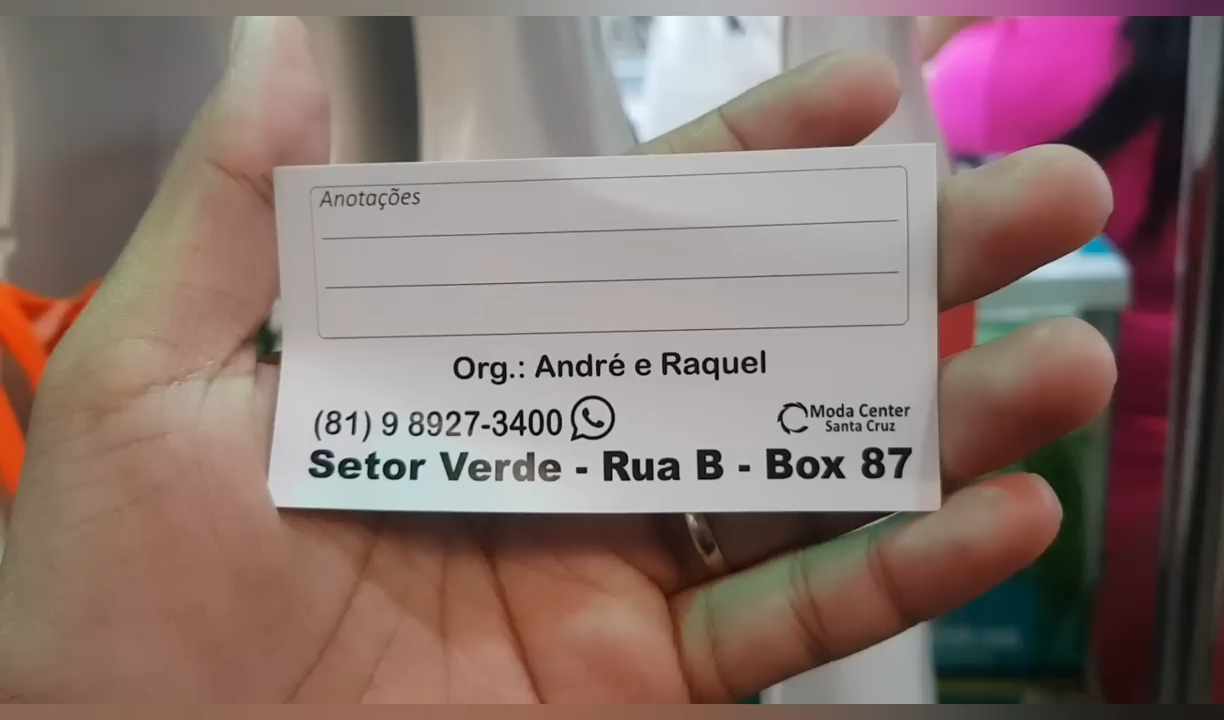 Anotações
Org.: André e Raquel
(81) 9 8927-3400
Moda Center
Santa Cruz
Setor Verde - Rua B - Box 87